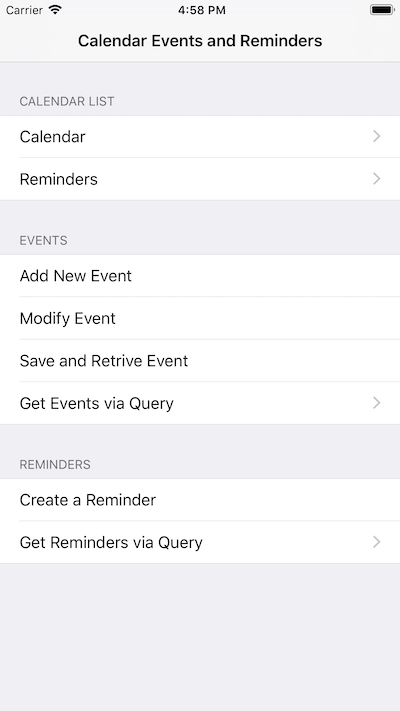 Carrier 4:58 PM
Calendar Events and Reminders
CALENDAR LIST
Calendar
Reminders
EVENTS
Add New Event
Modify Event
Save and Retrive Event
Get Events via Query
REMINDERS
Create a Reminder
Get Reminders via Query